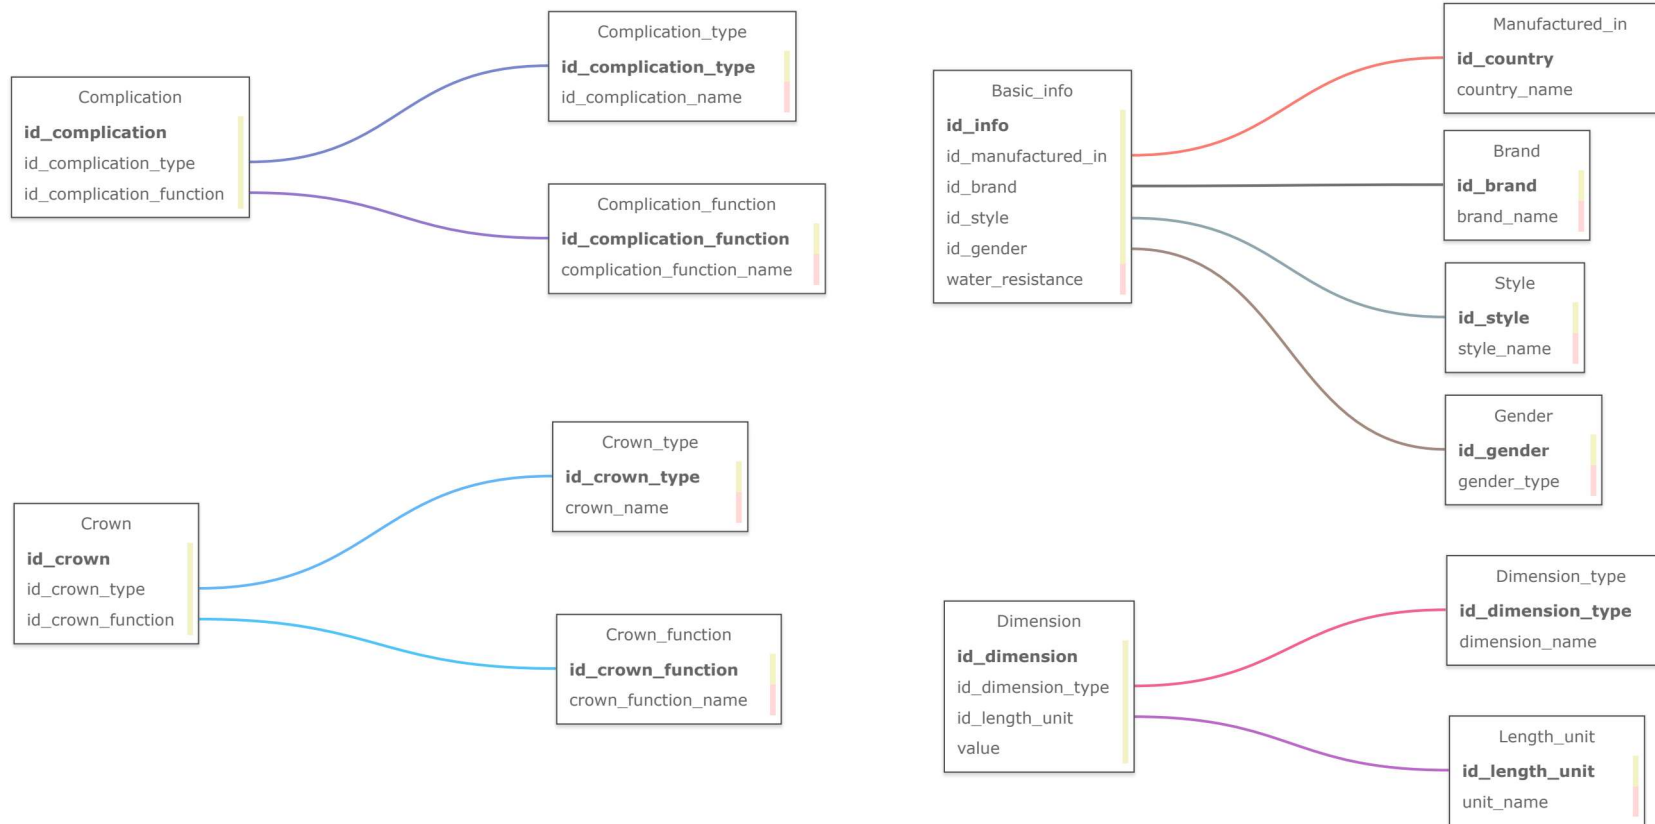 Complication
id_complication
id_complication_type
id_complication_function
Complication_type
id_complication_type
id_complication_name
Complication_function
id_complication_function
complication_function_name
Crown
id_crown
id_crown_type
id_crown_function
Crown_type
id_crown_type
crown_name
Crown_function
id_crown_function
crown_function_name
Basic_info
id_info
id_manufactured_in
id_brand
id_style
id_gender
water_resistance
Manufactured_in
id_country
country_name
Brand
id_brand
brand_name
Style
id_style
style_name
Gender
id_gender
gender_type
Dimension
id_dimension
id_dimension_type
id_length_unit
value
Dimension_type
id_dimension_type
dimension_name
Length_unit
id_length_unit
unit_name